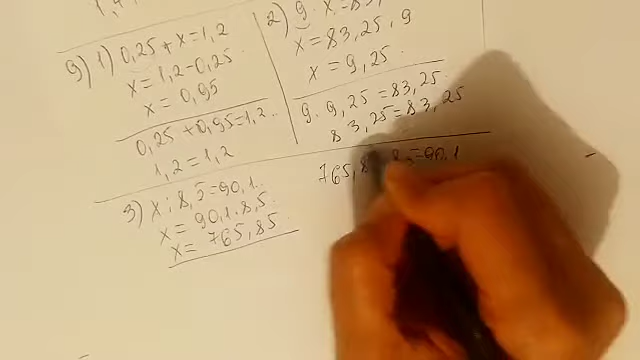 9) 1) 0,25 + x = 1,2
x = 1,2 - 0,25
x = 0,95
0,25 + 0,95 = 1,2
1,2 = 1,2
2) 9 . x = 83,
x = 83,25 : 9
x = 9,25
9 . 9,25 = 83,25
83,25 = 83,25
3) x : 8,5 = 90,1
x = 90,1 . 8,5
x = 765,85
765,8 8,5 = 90,1